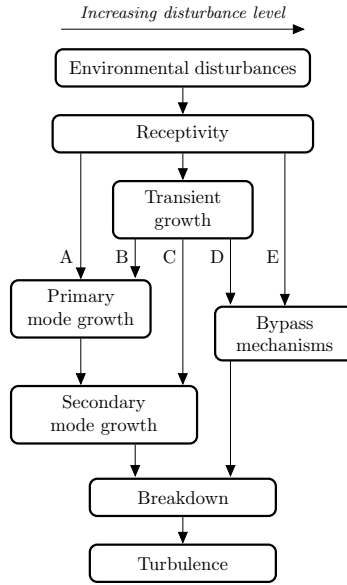 Increasing disturbance level
Environmental disturbances
Receptivity
Transient
growth
A
B
C
D
E
Primary
mode growth
Bypass
mechanisms
Secondary
mode growth
Breakdown
Turbulence